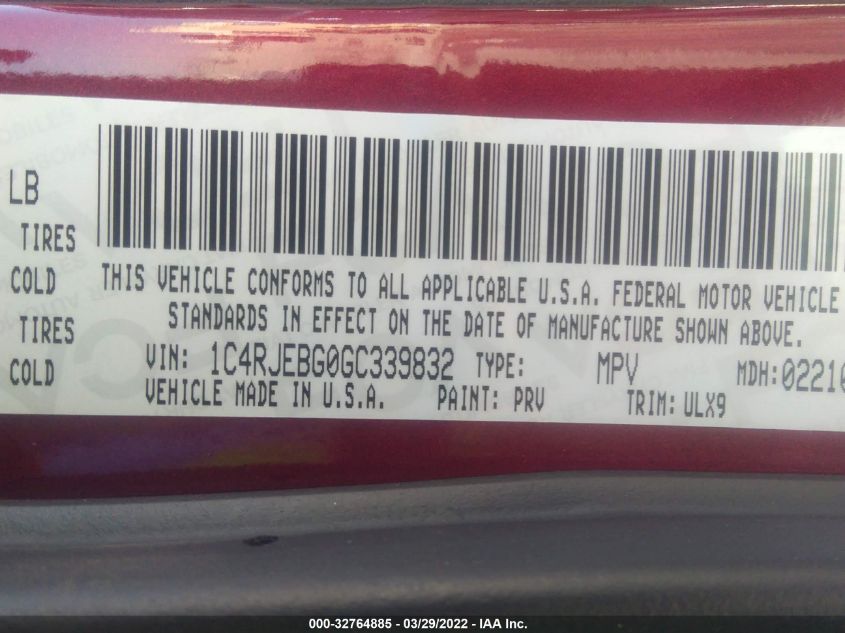 LB
TIRES
COLD
THIS VEHICLE CONFORMS TO ALL APPLICABLE U.S.A. FEDERAL MOTOR VEHICLE
TIRES
STANDARDS IN EFFECT ON THE DATE OF MANUFACTURE SHOWN ABOVE.
COLD
VIN: 1C4RJEBG0GC339832 TYPE: MPV MDH:02210
VEHICLE MADE IN U.S.A. PAINT: PRV TRIM: ULX9
000-32764885 / 03/29/2022 - IAA Inc.